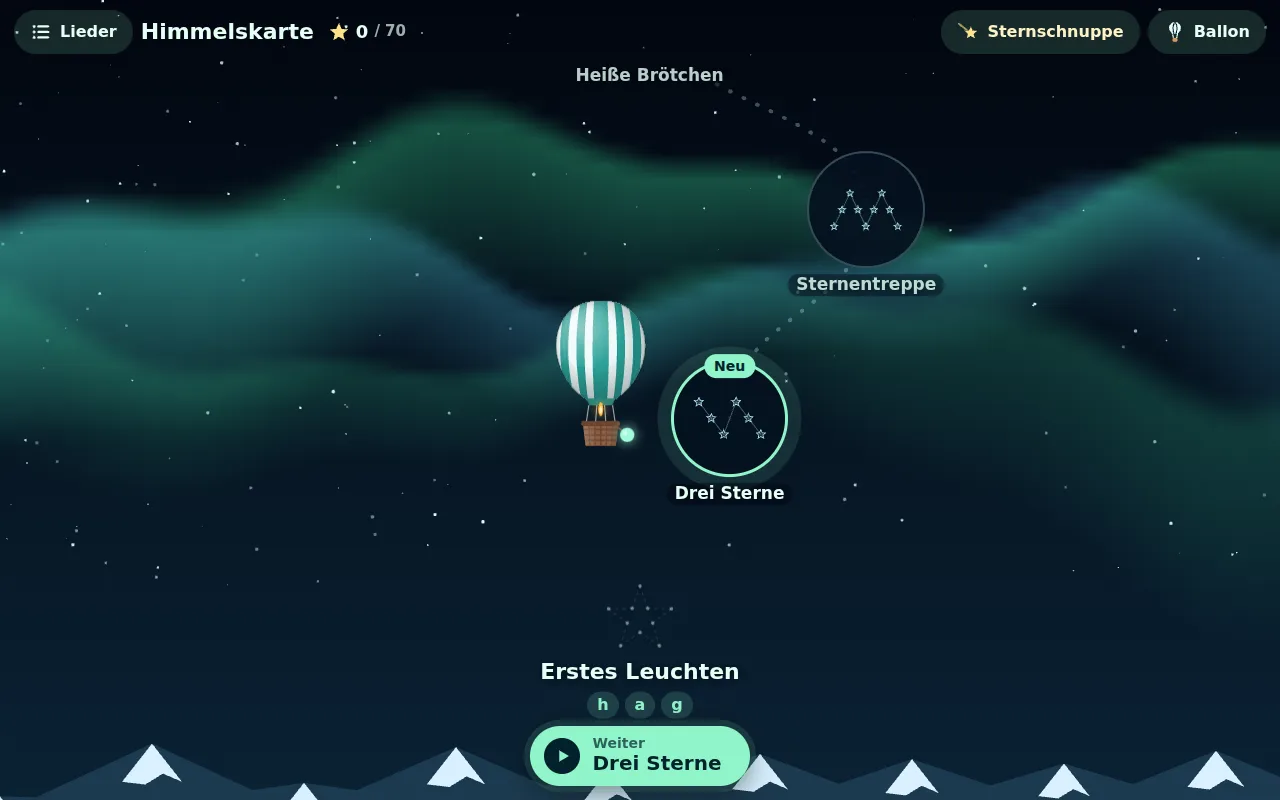 Lieder
Himmelskarte
0 / 70
Sternschnuppe
Ballon
Heiße Brötchen
Sternentreppe
Neu
Drei Sterne
Erstes Leuchten
h a g
Weiter
Drei Sterne